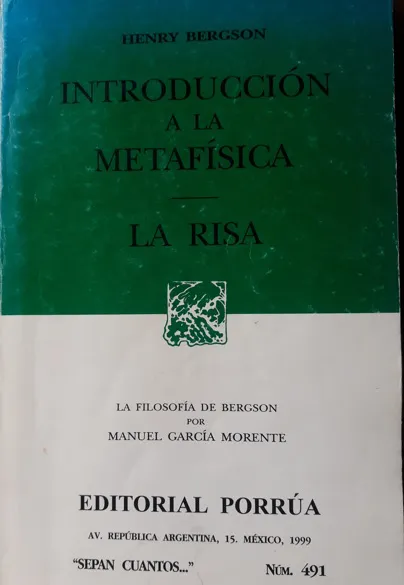 HENRY BERGSON
INTRODUCCIÓN
A LA
METAFÍSICA
LA RISA
LA FILOSOFÍA DE BERGSON
POR
MANUEL GARCÍA MORENTE
EDITORIAL PORRÚA
AV. REPÚBLICA ARGENTINA, 15. MÉXICO, 1999
"SEPAN CUANTOS..." NÚM. 491